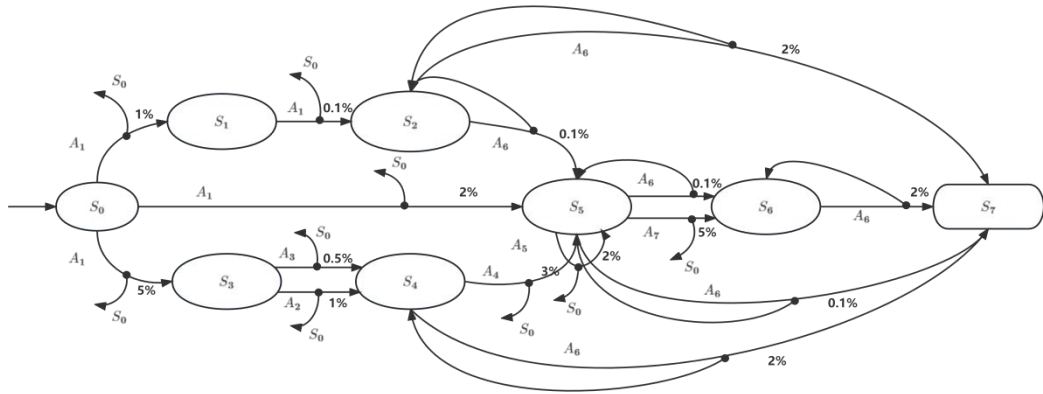 A₆ 2%
S₀ S₀
1% A₁ 0.1%
S₁ S₂
A₁ A₆ 0.1%
S₀ A₆ 0.1% 2%
S₀ A₁ 2% S₅ S₆ A₆ S₇
A₇ 5%
A₁ S₀ A₅ 2% S₀
A₃ 0.5%
S₃ S₄ A₄ 3%
5% A₂ 1% A₆ 0.1%
S₀ S₀ S₀ S₀
A₆ 2%